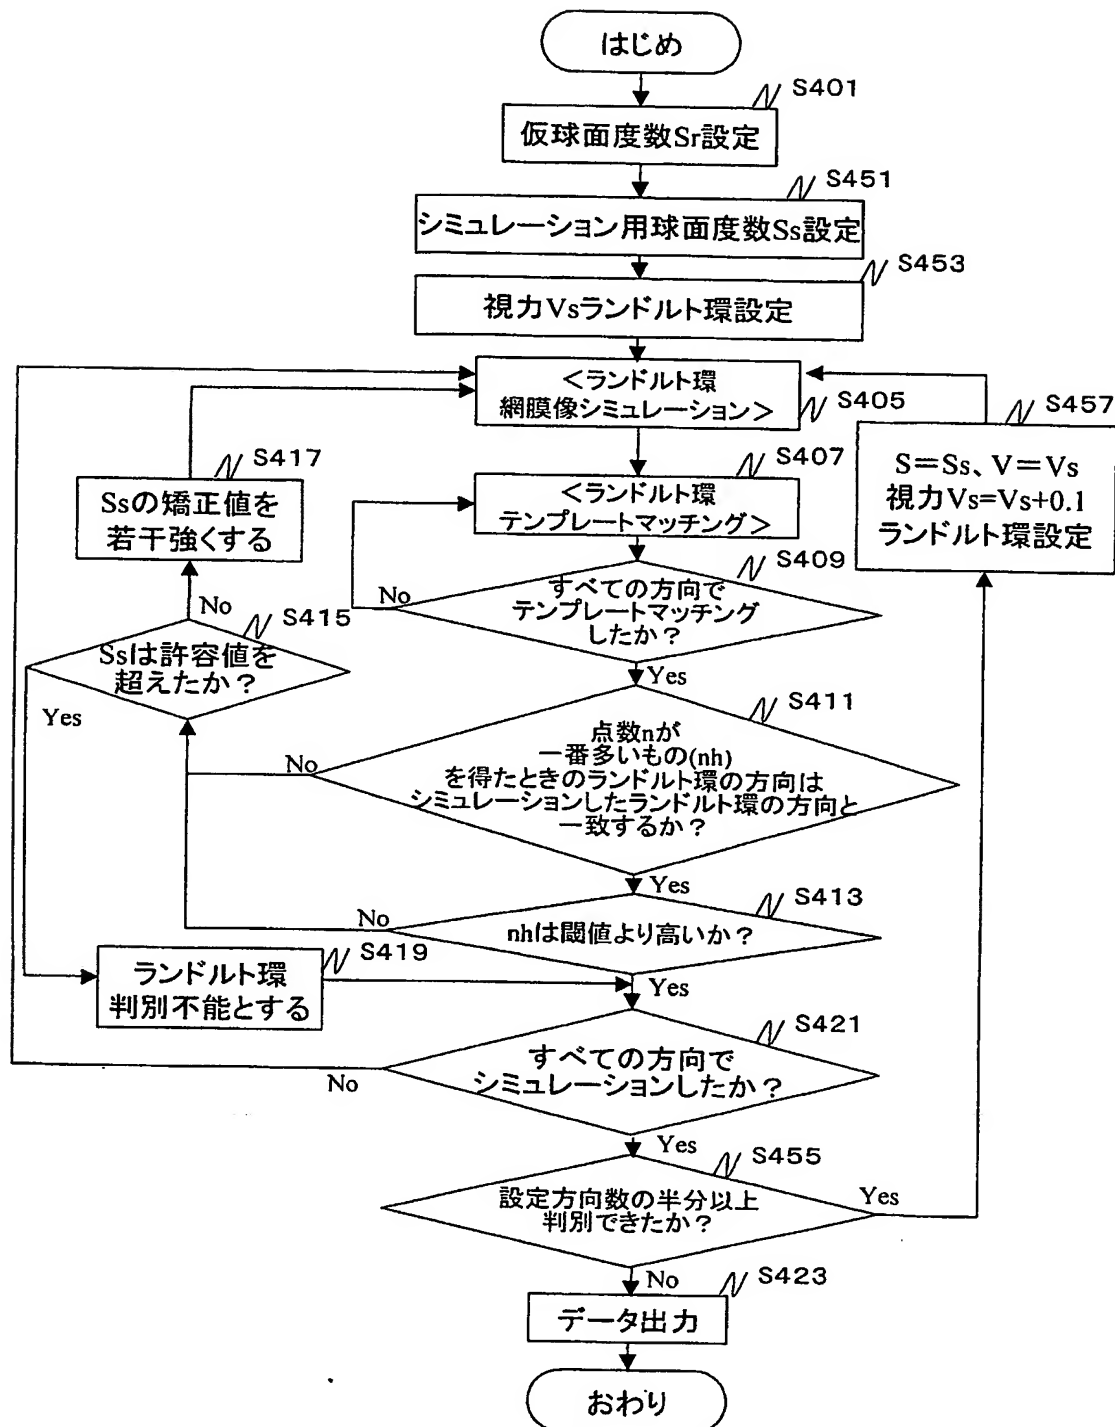 はじめ
S401
仮球面度数Sr設定
S451
シミュレーション用球面度数Ss設定
S453
視力Vsランドルト環設定
<ランドルト環
網膜像シミュレーション>
S405
S457
S=Ss、V=Vs
視力Vs=Vs+0.1
ランドルト環設定
S417
Ssの矯正値を
若干強くする
S407
<ランドルト環
テンプレートマッチング>
S409
No
すべての方向で
テンプレートマッチング
したか?
Yes
No
S415
Ssは許容値を
超えたか?
Yes
S411
No
点数nが
一番多いもの(nh)
を得たときのランドルト環の方向は
シミュレーションしたランドルト環の方向と
一致するか?
Yes
S413
No
nhは閾値より高いか?
Yes
S419
ランドルト環
判別不能とする
S421
すべての方向で
シミュレーションしたか?
No
Yes
S455
設定方向数の半分以上
判別できたか?
Yes
No
S423
データ出力
おわり